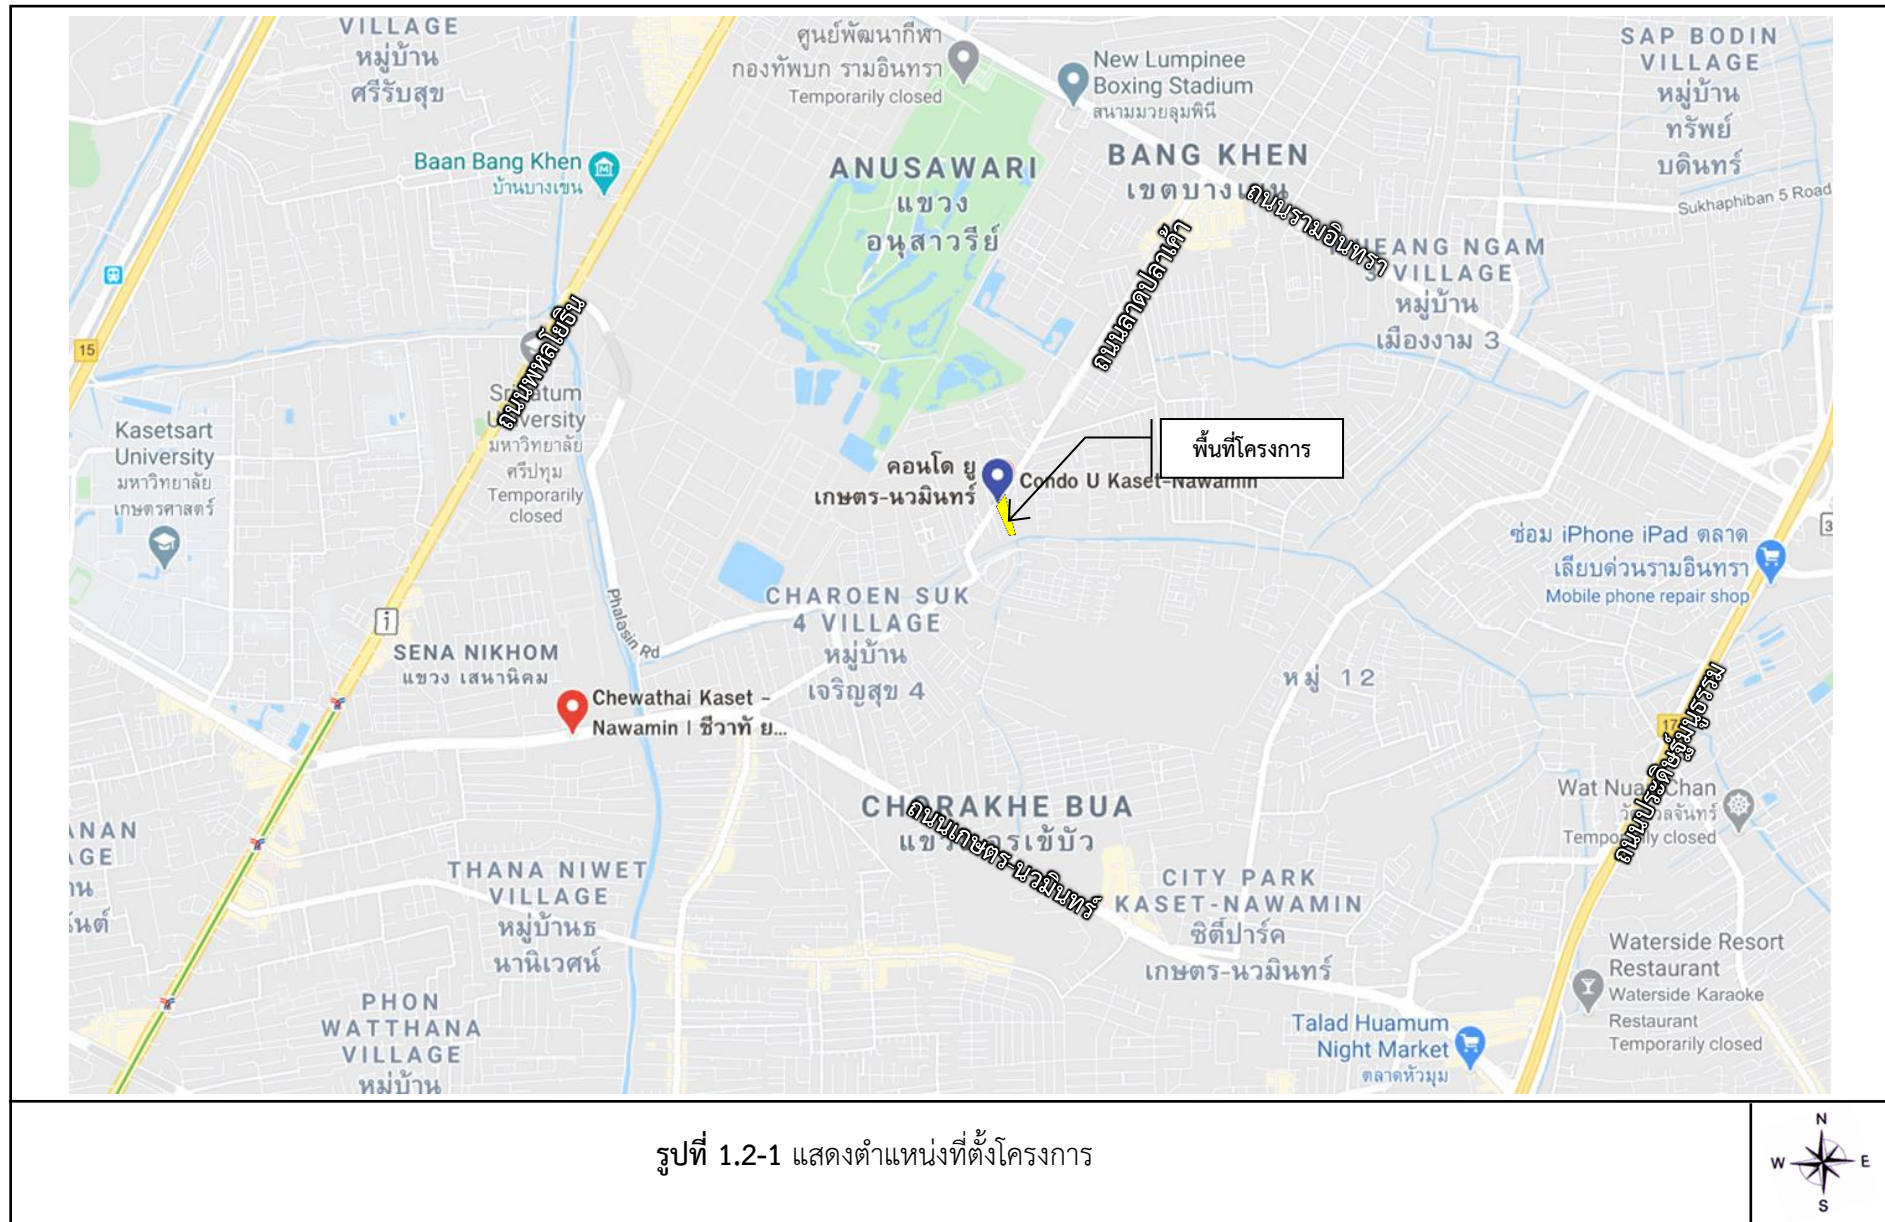 VILLAGE
หมู่บ้าน
ศรีรับสุข
ศูนย์พัฒนากีฬา
กองทัพบก รามอินทรา
Temporarily closed
New Lumpinee
Boxing Stadium
สนามมวยลุมพินี
SAP BODIN
VILLAGE
หมู่บ้าน
ทรัพย์
บดินทร์
Sukhaphiban 5 Road
Baan Bang Khen
บ้านบางเขน
ANUSAWARI
แขวง
อนุสาวรีย์
BANG KHEN
ถนนรามอินทรา
ถนนลาดปลาเค้า
NGAM
3 VILLAGE
หมู่บ้าน
เมืองงาม 3
ถนนพหลโยธิน
15
University
มหาวิทยาลัย
ศรีปทุม
Temporarily
closed
Kasetsart
University
มหาวิทยาลัย
เกษตรศาสตร์
พื้นที่โครงการ
คอนโด ยู
เกษตร-นวมินทร์
Condo U Kaset-Nawamin
ซ่อม iPhone iPad ตลาด
เลียบด่วนรามอินทรา
Mobile phone repair shop
3
CHAROEN SUK
4 VILLAGE
หมู่บ้าน
เจริญสุข 4
Phalasin Rd
SENA NIKHOM
แขวง เสนานิคม
หมู่ 12
Chewathai Kaset -
Nawamin | ชีวาทั ย...
17
ถนนประดิษฐ์มนูธรรม
Wat Nuan Chan
Temporarily closed
CHORAKHE BUA
ถนนเกษตร-นวมินทร์
THANA NIWET
VILLAGE
หมู่บ้านธ
นานิเวศน์
CITY PARK
KASET-NAWAMIN
ซิตี้ปาร์ค
เกษตร-นวมินทร์
Waterside Resort
Restaurant
Waterside Karaoke
Restaurant
Temporarily closed
PHON
WATTHANA
VILLAGE
หมู่บ้าน
Talad Huamum
Night Market
ตลาดหัวมุม
รูปที่ 1.2-1 แสดงตำแหน่งที่ตั้งโครงการ
N
W
E
S